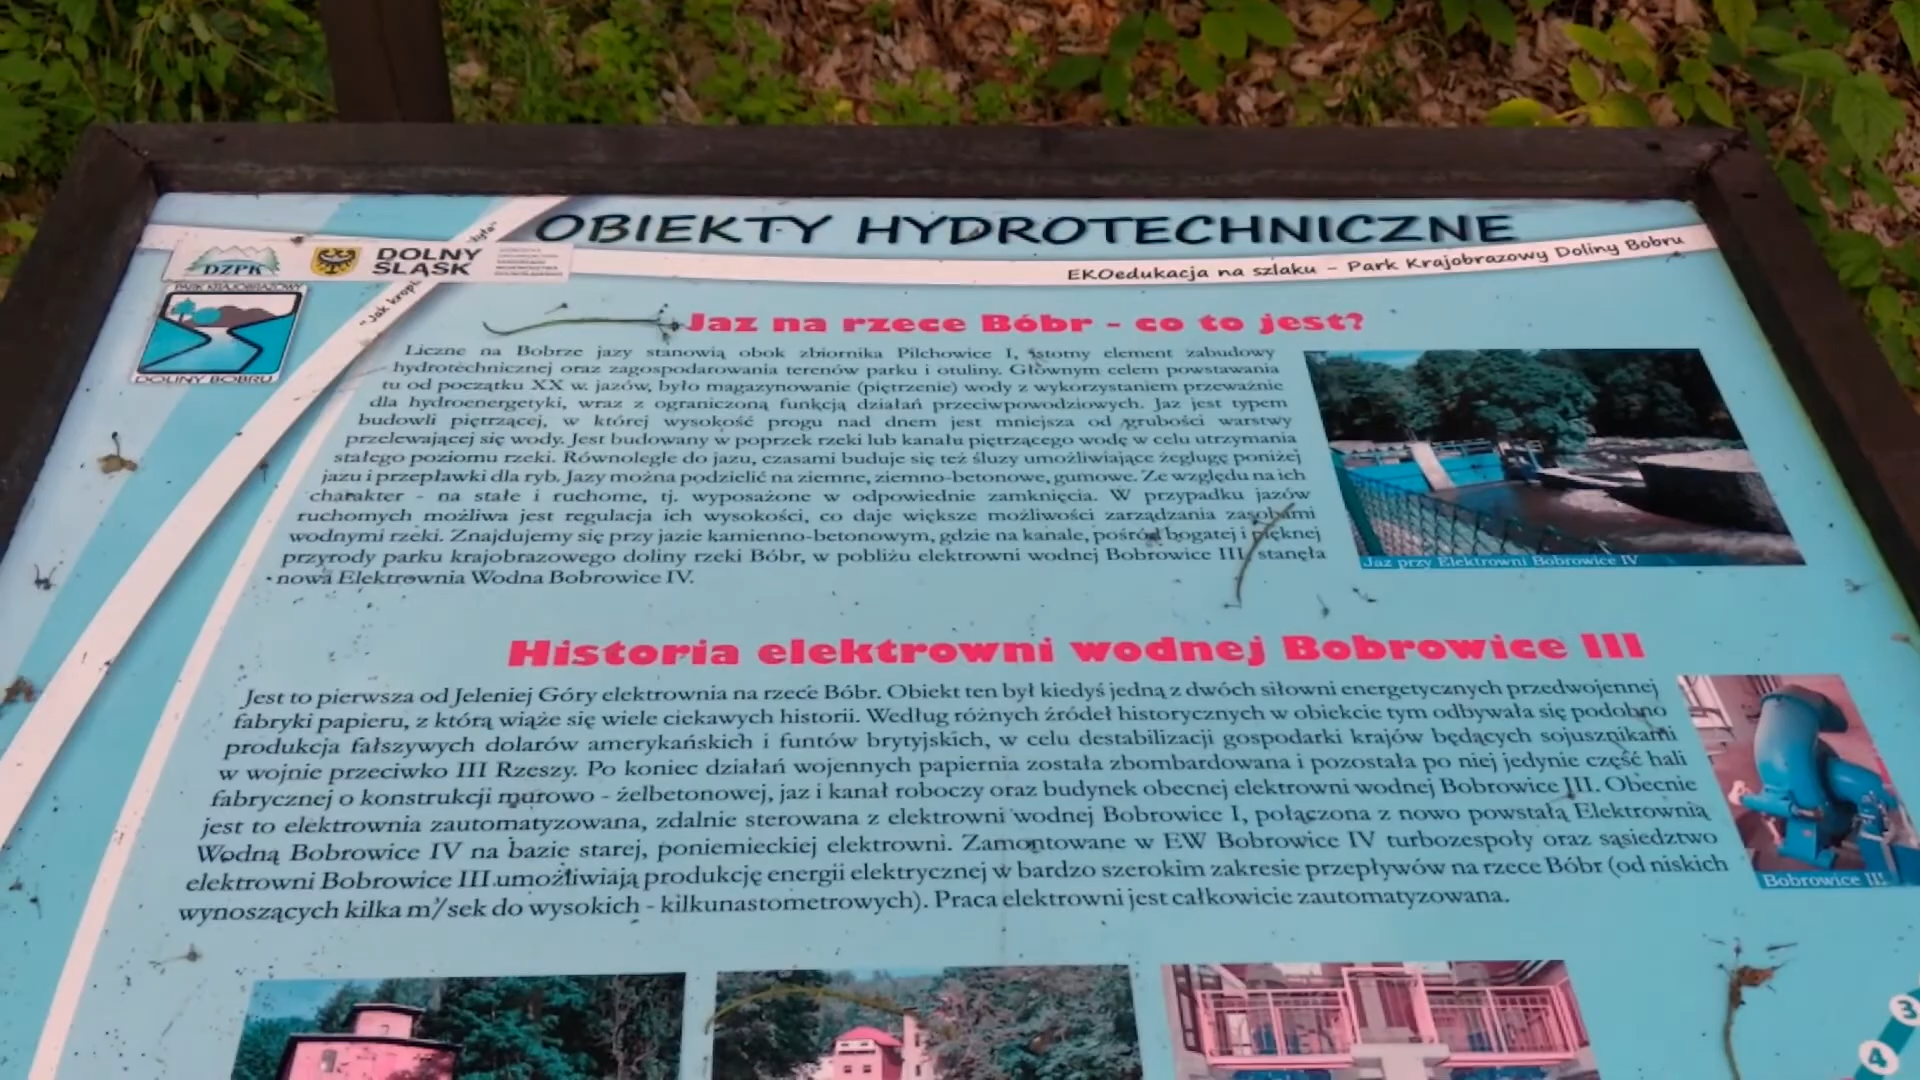 OBIEKTY HYDROTECHNICZNE
EKOedukacja na szlaku - Park Krajobrazowy Doliny Bobru
DZPK
DOLNY
ŚLĄSK
PARK KRAJOBRAZOWY
DOLINY BOBRU
"Jak kropl
żyła"
Jaz na rzece Bóbr - co to jest?
Liczne na Bobrze jazy stanowią obok zbiornika Pilchowice I, istotny element zabudowy
hydrotechnicznej oraz zagospodarowania terenów parku i otuliny. Głównym celem powstawania
tu od początku XX w. jazów, było magazynowanie (piętrzenie) wody z wykorzystaniem przeważnie
dla hydroenergetyki, wraz z ograniczoną funkcją działań przeciwpowodziowych. Jaz jest typem
budowli piętrzącej, w której wysokość progu nad dnem jest mniejsza od grubości warstwy
przelewającej się wody. Jest budowany w poprzek rzeki lub kanału piętrzącego wodę w celu utrzymania
stałego poziomu rzeki. Równolegle do jazu, czasami buduje się też śluzy umożliwiające żeglugę poniżej
jazu i przepławki dla ryb. Jazy można podzielić na ziemne, ziemno-betonowe, gumowe. Ze względu na ich
charakter - na stałe i ruchome, tj. wyposażone w odpowiednie zamknięcia. W przypadku jazów
ruchomych możliwa jest regulacja ich wysokości, co daje większe możliwości zarządzania zasobami
wodnymi rzeki. Znajdujemy się przy jazie kamienno-betonowym, gdzie na kanale, pośród bogatej i pięknej
przyrody parku krajobrazowego doliny rzeki Bóbr, w pobliżu elektrowni wodnej Bobrowice III, stanęła
nowa Elektrownia Wodna Bobrowice IV.
Jaz przy Elektrowni Bobrowice IV
Historia elektrowni wodnej Bobrowice III
Jest to pierwsza od Jeleniej Góry elektrownia na rzece Bóbr. Obiekt ten był kiedyś jedną z dwóch siłowni energetycznych przedwojennej
fabryki papieru, z którą wiąże się wiele ciekawych historii. Według różnych źródeł historycznych w obiekcie tym odbywała się podobno
produkcja fałszywych dolarów amerykańskich i funtów brytyjskich, w celu destabilizacji gospodarki krajów będących sojusznikami
w wojnie przeciwko III Rzeszy. Po koniec działań wojennych papiernia została zbombardowana i pozostała po niej jedynie część hali
fabrycznej o konstrukcji murowo - żelbetonowej, jaz i kanał roboczy oraz budynek obecnej elektrowni wodnej Bobrowice III. Obecnie
jest to elektrownia zautomatyzowana, zdalnie sterowana z elektrowni wodnej Bobrowice I, połączona z nowo powstałą Elektrownią
Wodną Bobrowice IV na bazie starej, poniemieckiej elektrowni. Zamontowane w EW Bobrowice IV turbozespoły oraz sąsiedztwo
elektrowni Bobrowice III umożliwiają produkcję energii elektrycznej w bardzo szerokim zakresie przepływów na rzece Bóbr (od niskich
wynoszących kilka m³/sek do wysokich - kilkunastometrowych). Praca elektrowni jest całkowicie zautomatyzowana.
Bobrowice III
3
4